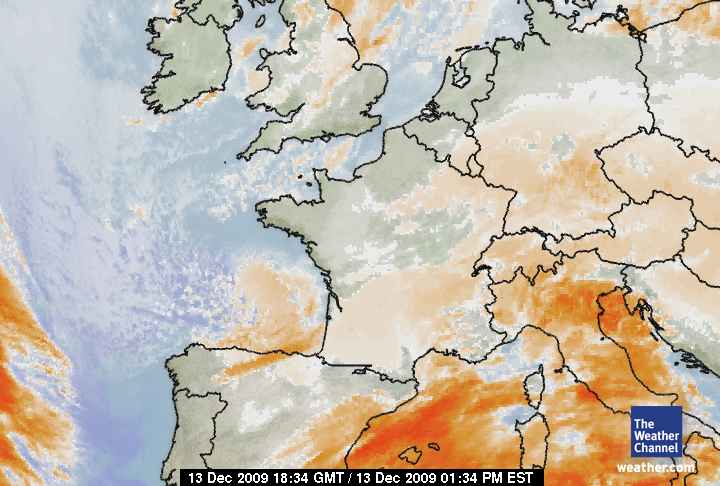 The
Weather
Channel
weather.com
13 Dec 2009 18:34 GMT / 13 Dec 2009 01:34 PM EST